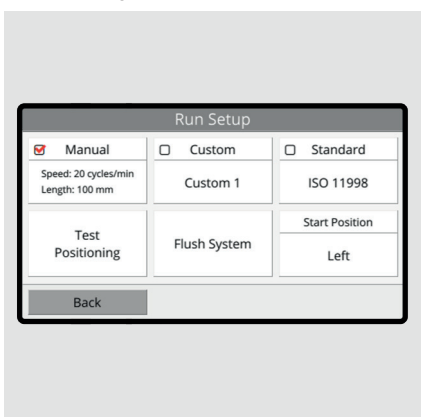 Run Setup
Manual
Custom
Standard
Speed: 20 cycles/min
Length: 100 mm
Custom 1
ISO 11998
Test
Positioning
Flush System
Start Position
Left
Back